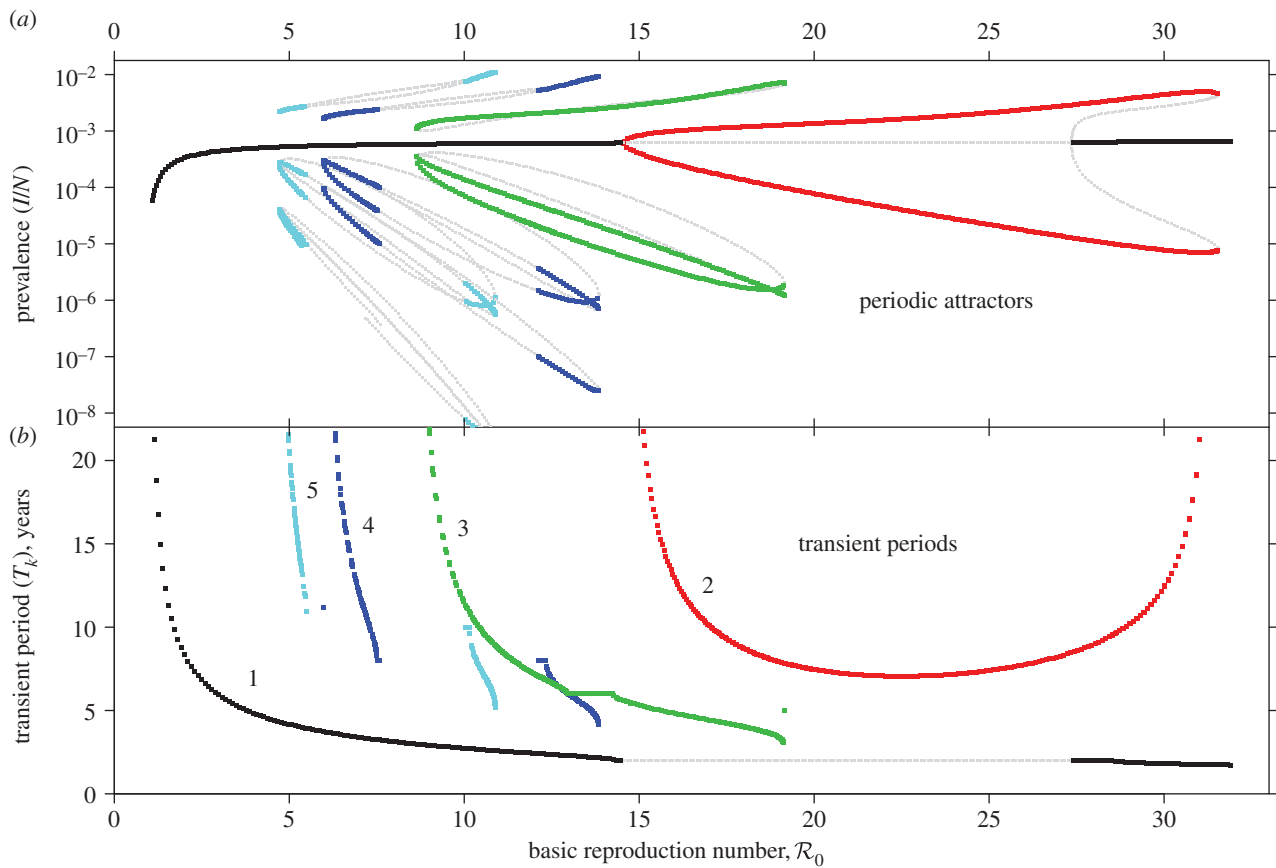 (a)
0 5 10 15 20 25 30
10⁻²
10⁻³
10⁻⁴
10⁻⁵
10⁻⁶
10⁻⁷
10⁻⁸
prevalence (I/N)
periodic attractors
(b)
20
15
10
5
0
transient period (Tₖ), years
5
4
3
2
1
transient periods
0 5 10 15 20 25 30
basic reproduction number, ℛ₀